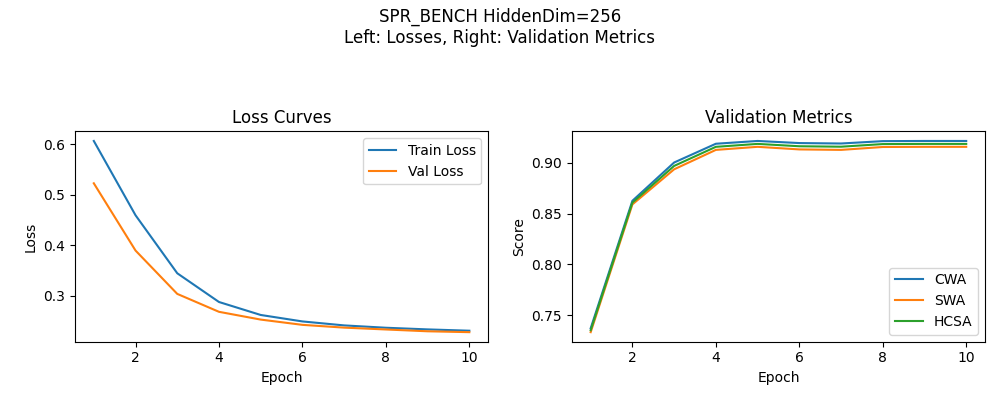 SPR_BENCH HiddenDim=256
Left: Losses, Right: Validation Metrics
Loss Curves
0.6
0.5
0.4
0.3
Loss
2
4
6
8
10
Epoch
Train Loss
Val Loss
Validation Metrics
0.90
0.85
0.80
0.75
Score
2
4
6
8
10
Epoch
CWA
SWA
HCSA